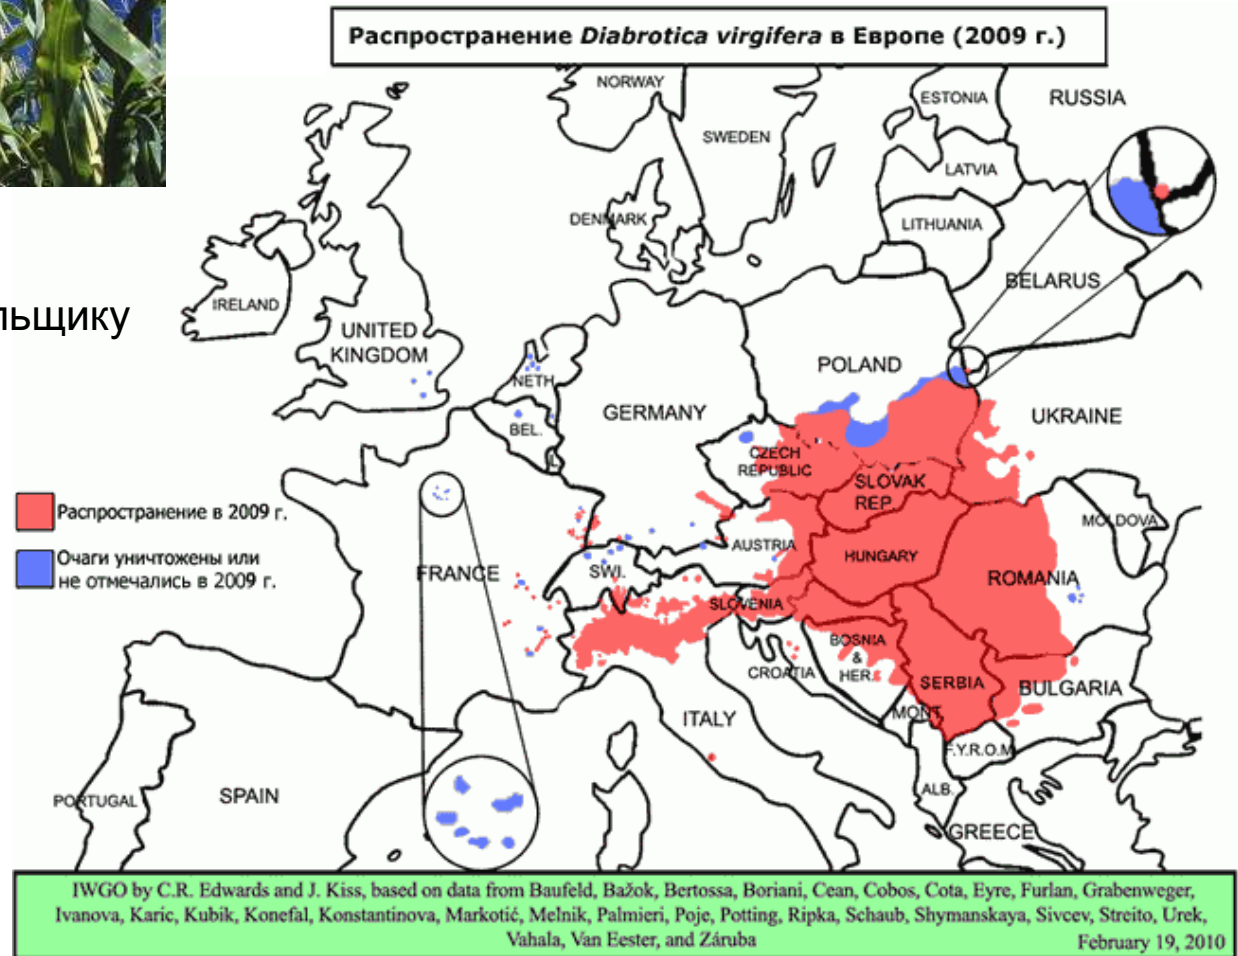 Распространение Diabrotica virgifera в Европе (2009 г.)
NORWAY
SWEDEN
ESTONIA
RUSSIA
LATVIA
LITHUANIA
DENMARK
BELARUS
IRELAND
льщику
UNITED
KINGDOM
NETH.
POLAND
GERMANY
BEL.
L.
UKRAINE
CZECH
REPUBLIC
SLOVAK
REP.
Распространение в 2009 г.
MOLDOVA
AUSTRIA
HUNGARY
Очаги уничтожены или
не отмечались в 2009 г.
FRANCE
SWI.
ROMANIA
SLOVENIA
BOSNIA
&
HER.
CROATIA
SERBIA
BULGARIA
MONT.
ITALY
F.Y.R.O.M
ALB.
SPAIN
PORTUGAL
GREECE
IWGO by C.R. Edwards and J. Kiss, based on data from Baufeld, Bažok, Bertossa, Boriani, Cean, Cobos, Cota, Eyre, Furlan, Grabenweger,
Ivanova, Karic, Kubik, Konefal, Konstantinova, Markotić, Melnik, Palmieri, Poje, Potting, Ripka, Schaub, Shymanskaya, Sivcev, Streito, Urek,
Vahala, Van Eester, and Záruba
February 19, 2010